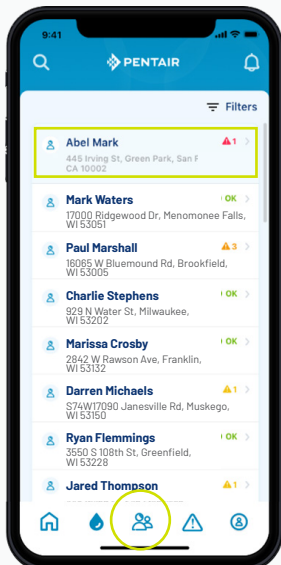 9:41
PENTAIR
Filters
Abel Mark 1
445 Irving St, Green Park, San F
CA 10002
Mark Waters OK
17000 Ridgewood Dr, Menomonee Falls,
WI 53051
Paul Marshall 3
16065 W Bluemound Rd, Brookfield,
WI 53005
Charlie Stephens OK
929 N Water St, Milwaukee,
WI 53202
Marissa Crosby OK
2842 W Rawson Ave, Franklin,
WI 53132
Darren Michaels 1
S74W17090 Janesville Rd, Muskego,
WI 53150
Ryan Flemmings OK
3550 S 108th St, Greenfield,
WI 53228
Jared Thompson 1